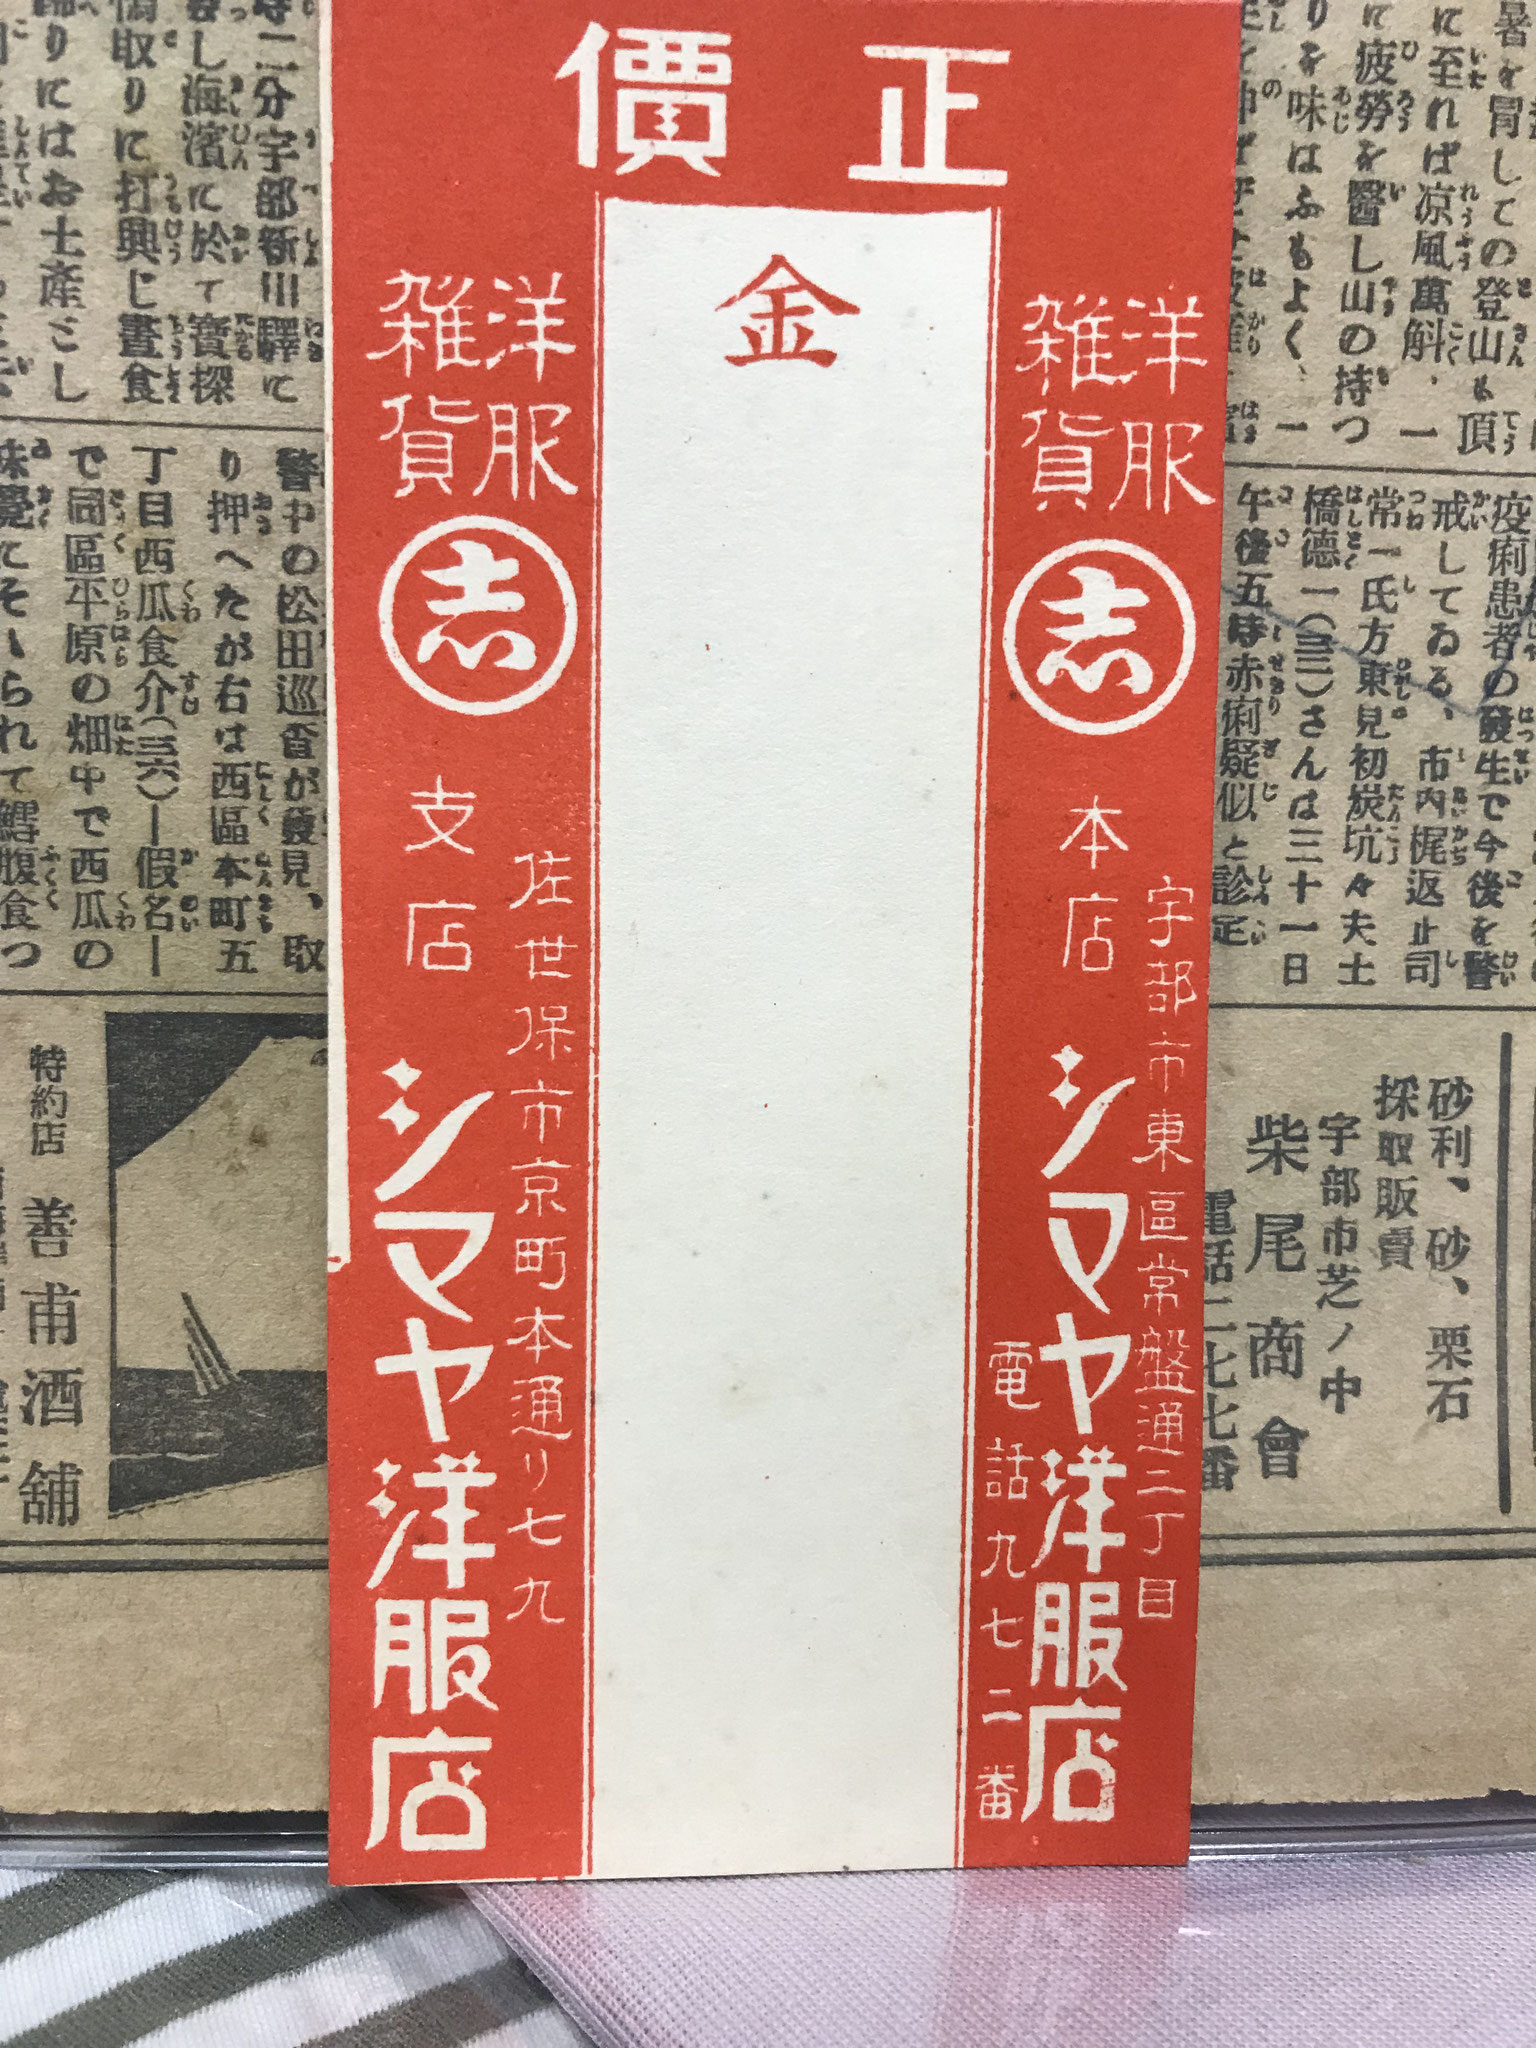 正價
金
洋服
雑貨
志
本店
宇部市東區常盤通二丁目
シマヤ洋服店
電話九七二番
洋服
雑貨
志
支店
佐世保市京町本通リ七九
シマヤ洋服店
暑を冒しての登山も頂
に至れば凉風萬斛、一
に疲勞を醫し山の持つ
りを味はふもよく、一
疫痢患者の發生で今後を警
戒してゐる、市内梶返止司
常一氏方東見初炭坑々夫土
橋德一(三三)さんは三十一日
午後五時赤痢疑似と診定
砂利、砂、栗石
採取販賣
宇部市芝ノ中
柴尾商會
電話二七七番
時二分宇部新川驛に
し海濱に於て寶探
取りに打興じ晝食
りにはお土産こし
警中の松田巡査が發見、取
り押へたが右は西區本町五
丁目西瓜食介(三六)―假名―
で同區平原の畑中で西瓜の
味覺にそゝられて鱈腹食つ
特約店
善甫酒舖